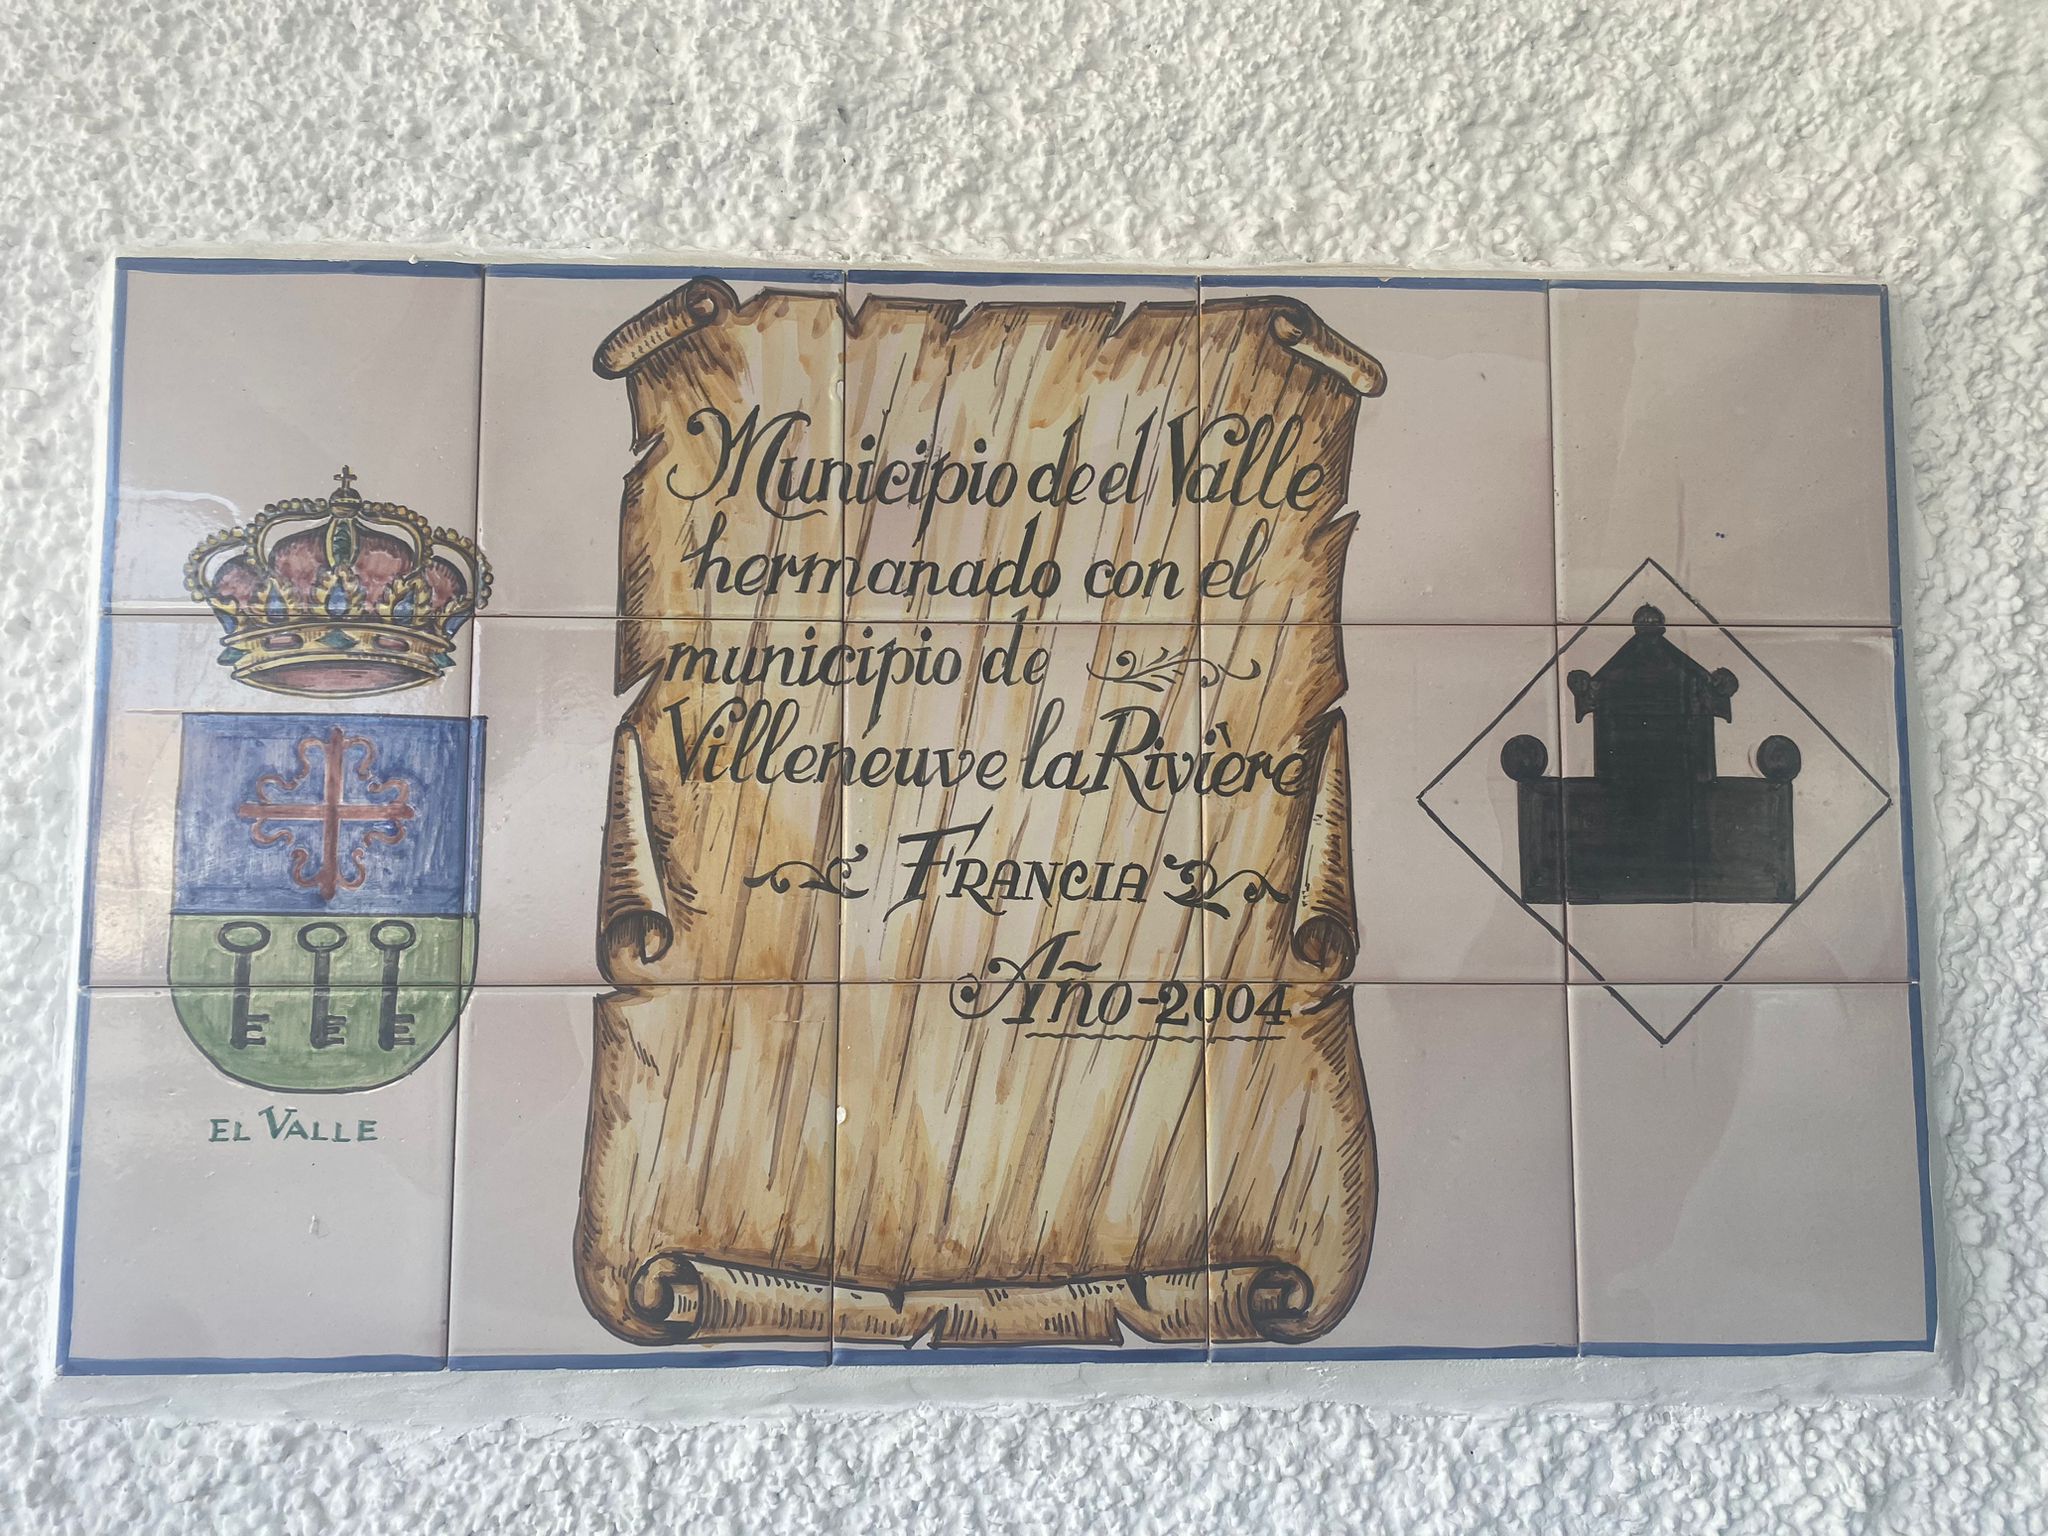 Municipio de el Valle
hermanado con el
municipio de
Villeneuve la Rivière
FRANCIA
Año-2004
EL VALLE